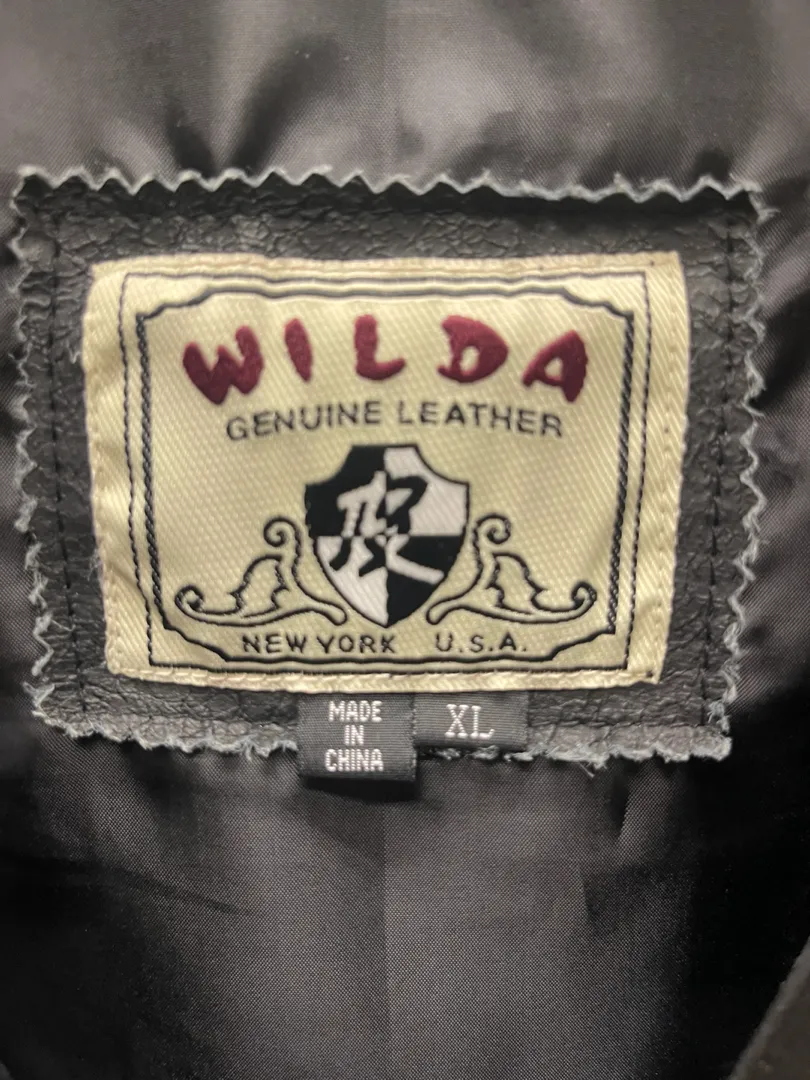 WILDA
GENUINE LEATHER
NEW YORK U.S.A.
MADE
IN
CHINA
XL